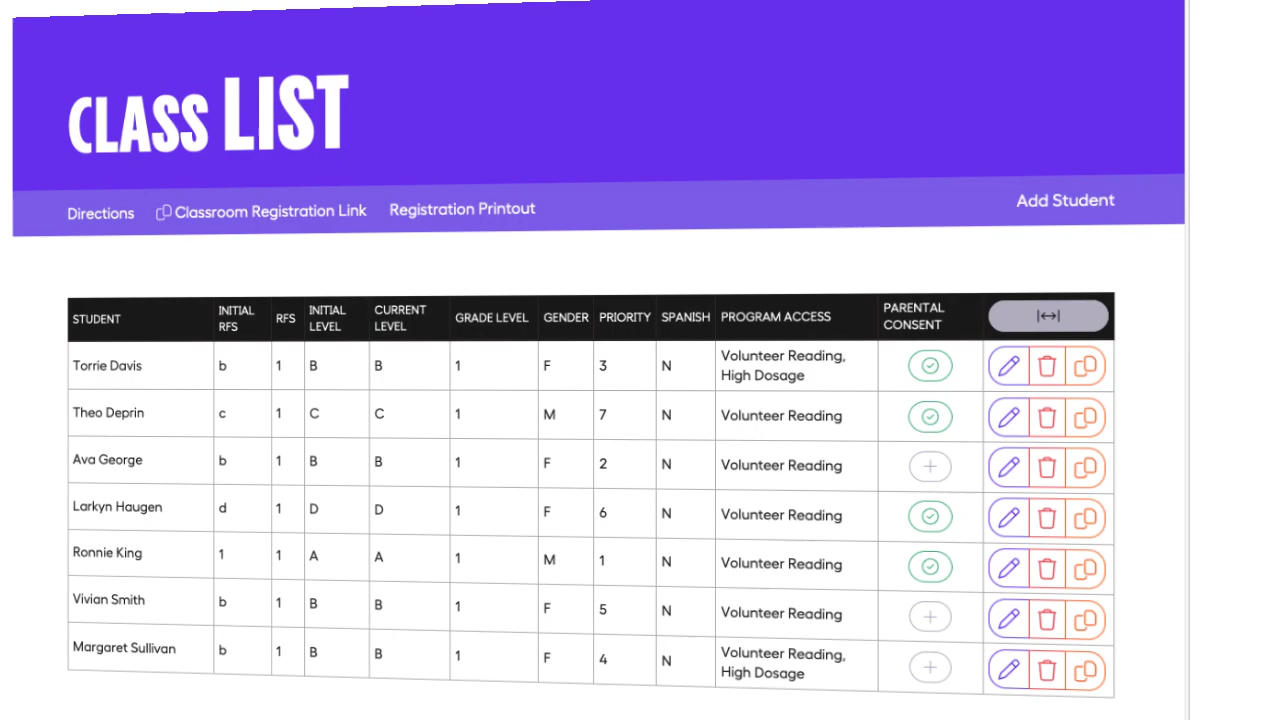 CLASS LIST
Directions Classroom Registration Link Registration Printout Add Student
STUDENT INITIAL RFS RFS INITIAL LEVEL CURRENT LEVEL GRADE LEVEL GENDER PRIORITY SPANISH PROGRAM ACCESS PARENTAL CONSENT
Torrie Davis b 1 B B 1 F 3 N Volunteer Reading, High Dosage
Theo Deprin c 1 C C 1 M 7 N Volunteer Reading
Ava George b 1 B B 1 F 2 N Volunteer Reading
Larkyn Haugen d 1 D D 1 F 6 N Volunteer Reading
Ronnie King 1 1 A A 1 M 1 N Volunteer Reading
Vivian Smith b 1 B B 1 F 5 N Volunteer Reading
Margaret Sullivan b 1 B B 1 F 4 N Volunteer Reading, High Dosage